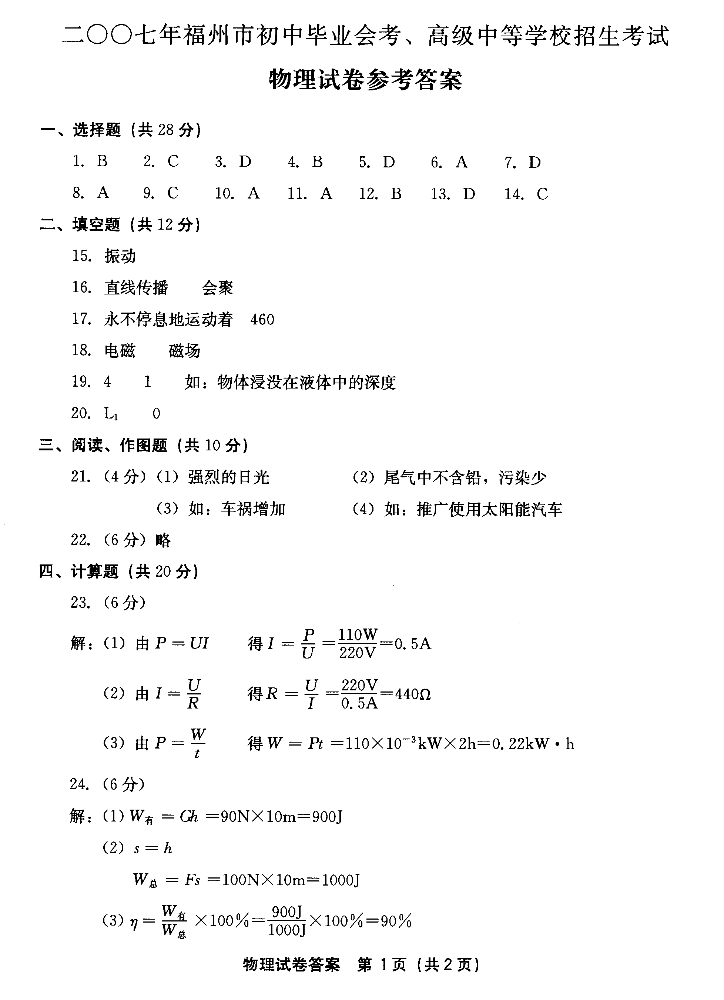 二〇〇七年福州市初中毕业会考、高级中等学校招生考试
物理试卷参考答案
一、选择题（共 28 分）
1. B 2. C 3. D 4. B 5. D 6. A 7. D
8. A 9. C 10. A 11. A 12. B 13. D 14. C
二、填空题（共 12 分）
15. 振动
16. 直线传播 会聚
17. 永不停息地运动着 460
18. 电磁 磁场
19. 4 1 如：物体浸没在液体中的深度
20. L₁ 0
三、阅读、作图题（共 10 分）
21.（4 分）（1）强烈的日光 （2）尾气中不含铅，污染少
（3）如：车祸增加 （4）如：推广使用太阳能汽车
22.（6 分）略
四、计算题（共 20 分）
23.（6 分）
解：（1）由 P = UI 得 I = P/U = 110W/220V = 0.5A
（2）由 I = U/R 得 R = U/I = 220V/0.5A = 440Ω
（3）由 P = W/t 得 W = Pt = 110×10⁻³kW×2h=0.22kW·h
24.（6 分）
解：（1）W有 = Gh =90N×10m=900J
（2）s = h
W总 = Fs =100N×10m=1000J
（3）η = W有/W总 ×100%= 900J/1000J ×100%=90%
物理试卷答案 第 1 页（共 2 页）